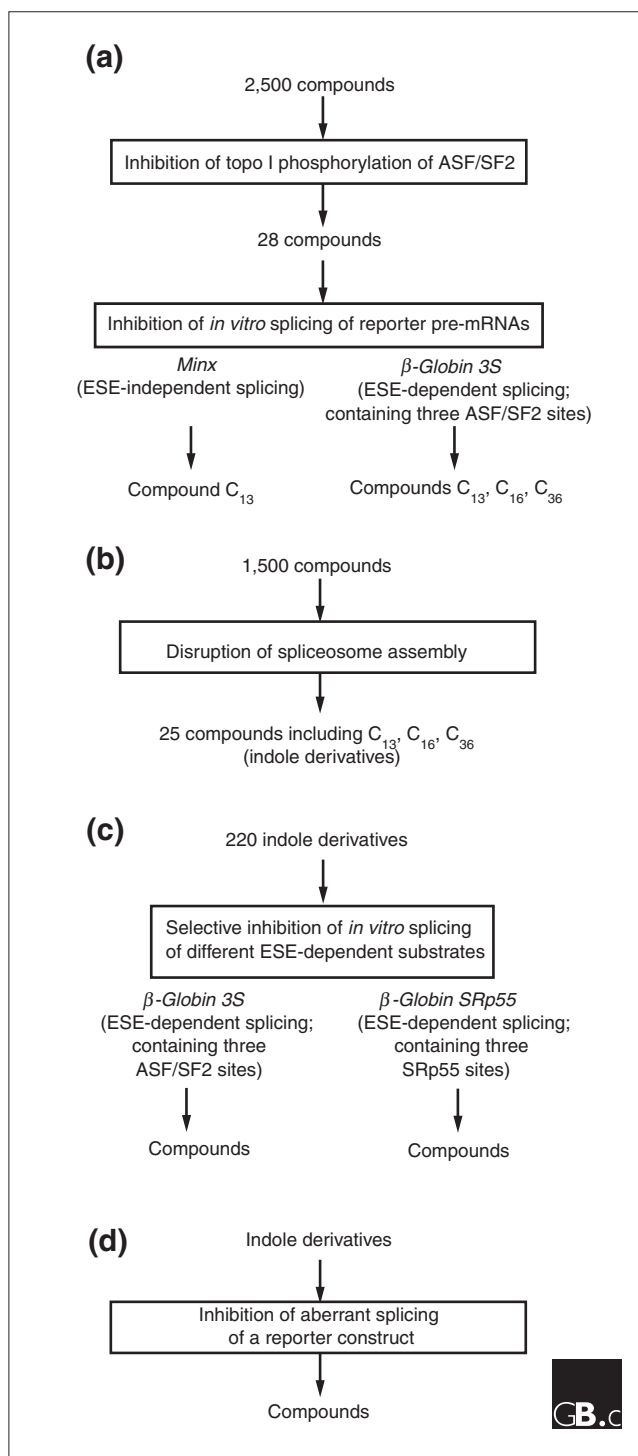 (a)
2,500 compounds
Inhibition of topo I phosphorylation of ASF/SF2
28 compounds
Inhibition of in vitro splicing of reporter pre-mRNAs
Minx
(ESE-independent splicing)
β-Globin 3S
(ESE-dependent splicing;
containing three ASF/SF2 sites)
Compound C13
Compounds C13, C16, C36
(b)
1,500 compounds
Disruption of spliceosome assembly
25 compounds including C13, C16, C36
(indole derivatives)
(c)
220 indole derivatives
Selective inhibition of in vitro splicing
of different ESE-dependent substrates
β-Globin 3S
(ESE-dependent splicing;
containing three
ASF/SF2 sites)
β-Globin SRp55
(ESE-dependent splicing;
containing three
SRp55 sites)
Compounds
Compounds
(d)
Indole derivatives
Inhibition of aberrant splicing
of a reporter construct
Compounds
GB.c